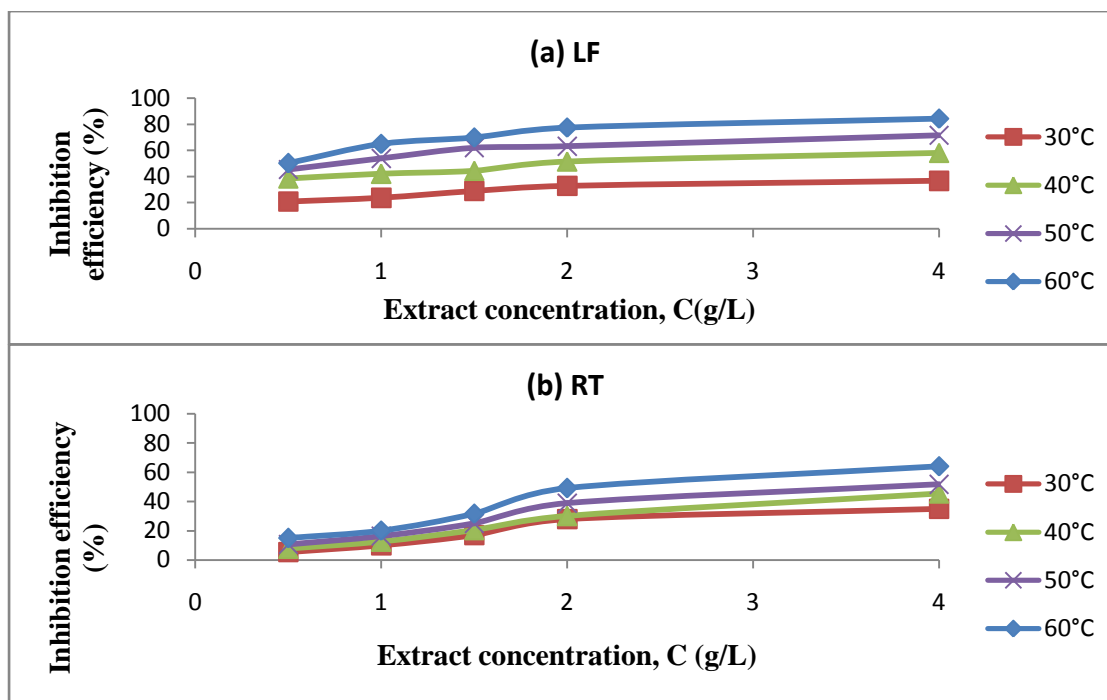 (a) LF
100
80
60
40
20
0
0 1 2 3 4
Inhibition
efficiency (%)
Extract concentration, C(g/L)
30°C
40°C
50°C
60°C
(b) RT
100
80
60
40
20
0
0 1 2 3 4
Inhibition efficiency
(%)
Extract concentration, C (g/L)
30°C
40°C
50°C
60°C